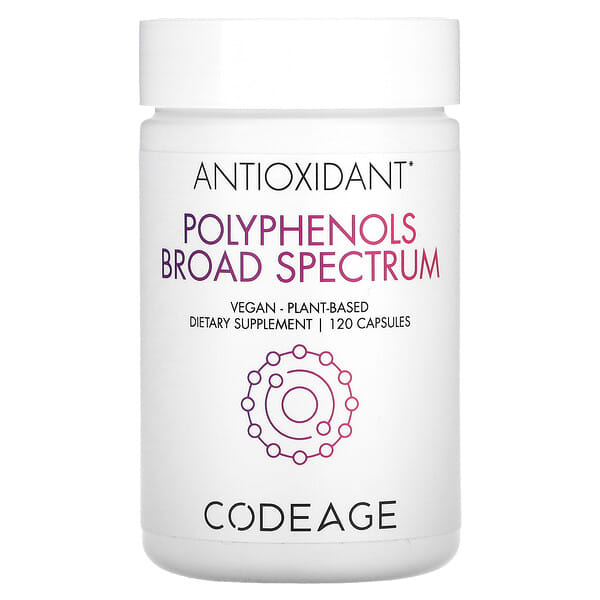 ANTIOXIDANT*
POLYPHENOLS
BROAD SPECTRUM
VEGAN - PLANT-BASED
DIETARY SUPPLEMENT | 120 CAPSULES
CODEAGE